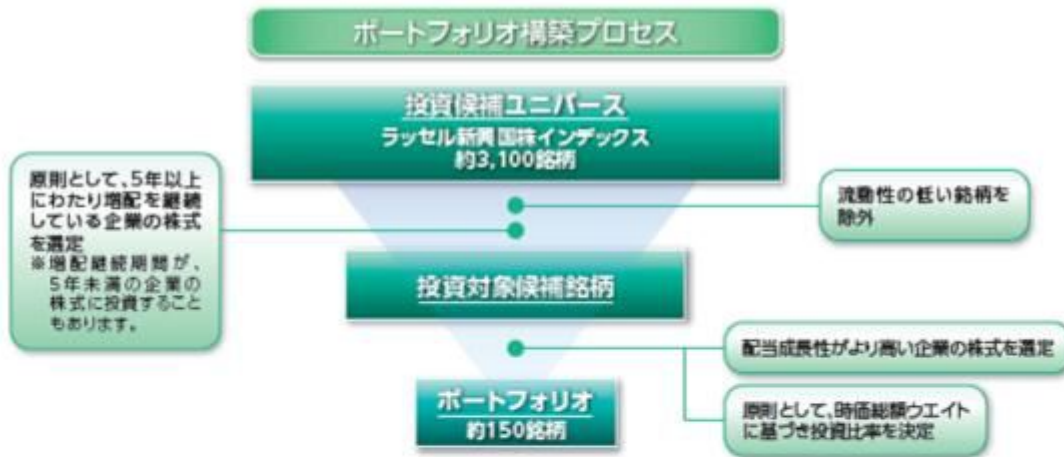 ポートフォリオ構築プロセス
投資候補ユニバース
ラッセル新興国株インデックス
約3,100銘柄
原則として、5年以上
にわたり増配を継続
している企業の株式
を選定
※増配継続期間が、
5年未満の企業の
株式に投資すること
もあります。
流動性の低い銘柄を
除外
投資対象候補銘柄
配当成長性がより高い企業の株式を選定
原則として、時価総額ウエイト
に基づき投資比率を決定
ポートフォリオ
約150銘柄